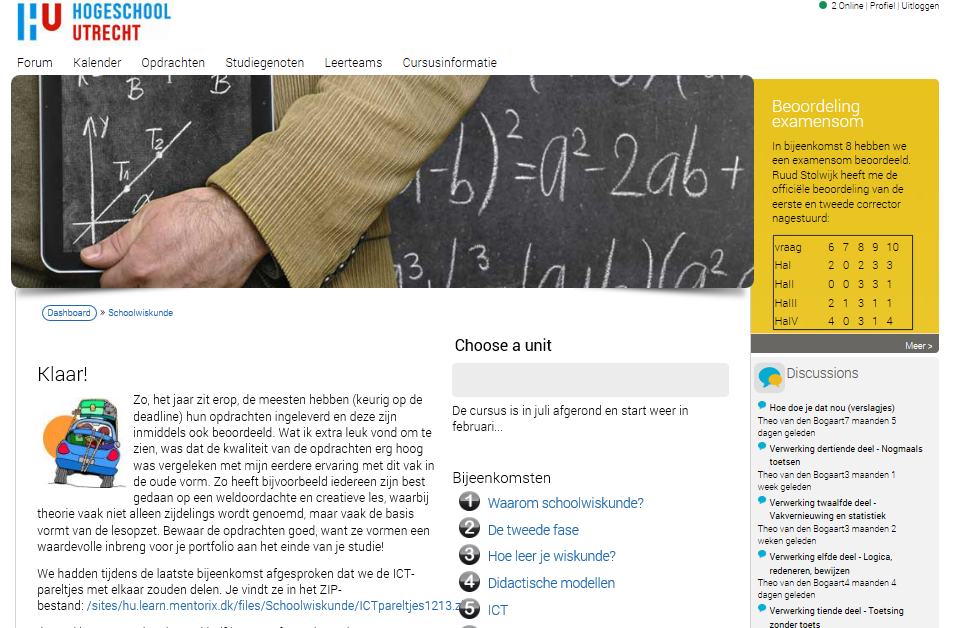 HOGESCHOOL
UTRECHT
2 Online | Profiel | Uitloggen
Forum Kalender Opdrachten Studiegenoten Leerteams Cursusinformatie
B B
y
T2
T1
α
-b)²=a²-2ab+
Beoordeling
examensom
In bijeenkomst 8 hebben we
een examensom beoordeeld.
Ruud Stolwijk heeft me de
officiële beoordeling van de
eerste en tweede corrector
nagestuurd:
vraag 6 7 8 9 10
HaI 2 0 2 3 3
HaII 0 0 3 3 1
HaIII 2 1 3 1 1
HaIV 4 0 3 1 4
Meer >
Dashboard » Schoolwiskunde
Klaar!
Zo, het jaar zit erop, de meesten hebben (keurig op de
deadline) hun opdrachten ingeleverd en deze zijn
inmiddels ook beoordeeld. Wat ik extra leuk vond om te
zien, was dat de kwaliteit van de opdrachten erg hoog
was vergeleken met mijn eerdere ervaring met dit vak in
de oude vorm. Zo heeft bijvoorbeeld iedereen zijn best
gedaan op een weldoordachte en creatieve les, waarbij
theorie vaak niet alleen zijdelings wordt genoemd, maar vaak de basis
vormt van de lesopzet. Bewaar de opdrachten goed, want ze vormen een
waardevolle inbreng voor je portfolio aan het einde van je studie!
We hadden tijdens de laatste bijeenkomst afgesproken dat we de ICT-
pareltjes met elkaar zouden delen. Je vindt ze in het ZIP-
bestand: /sites/hu.learn.mentorix.dk/files/Schoolwiskunde/ICTpareltjes1213.z
Choose a unit
De cursus is in juli afgerond en start weer in
februari...
Bijeenkomsten
1 Waarom schoolwiskunde?
2 De tweede fase
3 Hoe leer je wiskunde?
4 Didactische modellen
5 ICT
Discussions
Hoe doe je dat nou (verslagjes)
Theo van den Bogaart7 maanden 5
dagen geleden
Verwerking dertiende deel - Nogmaals
toetsen
Theo van den Bogaart3 maanden 1
week geleden
Verwerking twaalfde deel -
Vakvernieuwing en statistiek
Theo van den Bogaart3 maanden 2
weken geleden
Verwerking elfde deel - Logica,
redeneren, bewijzen
Theo van den Bogaart4 maanden 4
dagen geleden
Verwerking tiende deel - Toetsing
zonder toets